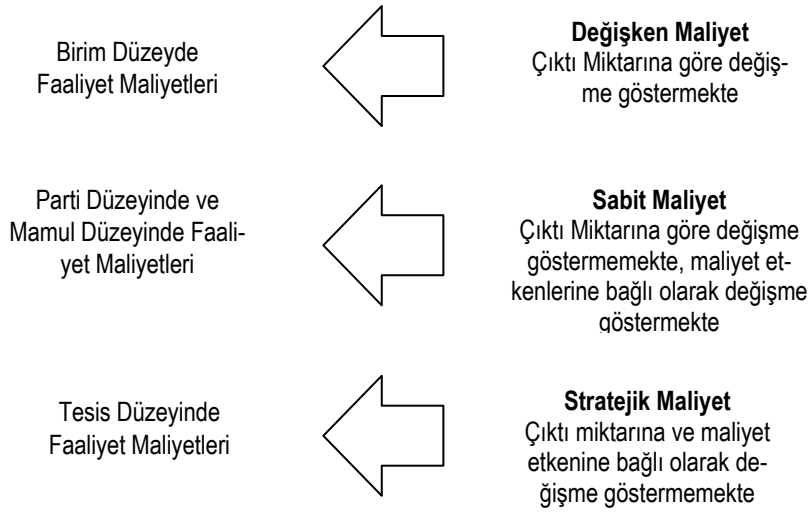 Birim Düzeyde
Faaliyet Maliyetleri
Değişken Maliyet
Çıktı Miktarına göre değiş-
me göstermekte
Parti Düzeyinde ve
Mamul Düzeyinde Faali-
yet Maliyetleri
Sabit Maliyet
Çıktı Miktarına göre değişme
göstermemekte, maliyet et-
kenlerine bağlı olarak değişme
göstermekte
Tesis Düzeyinde
Faaliyet Maliyetleri
Stratejik Maliyet
Çıktı miktarına ve maliyet
etkenine bağlı olarak de-
ğişme göstermemekte